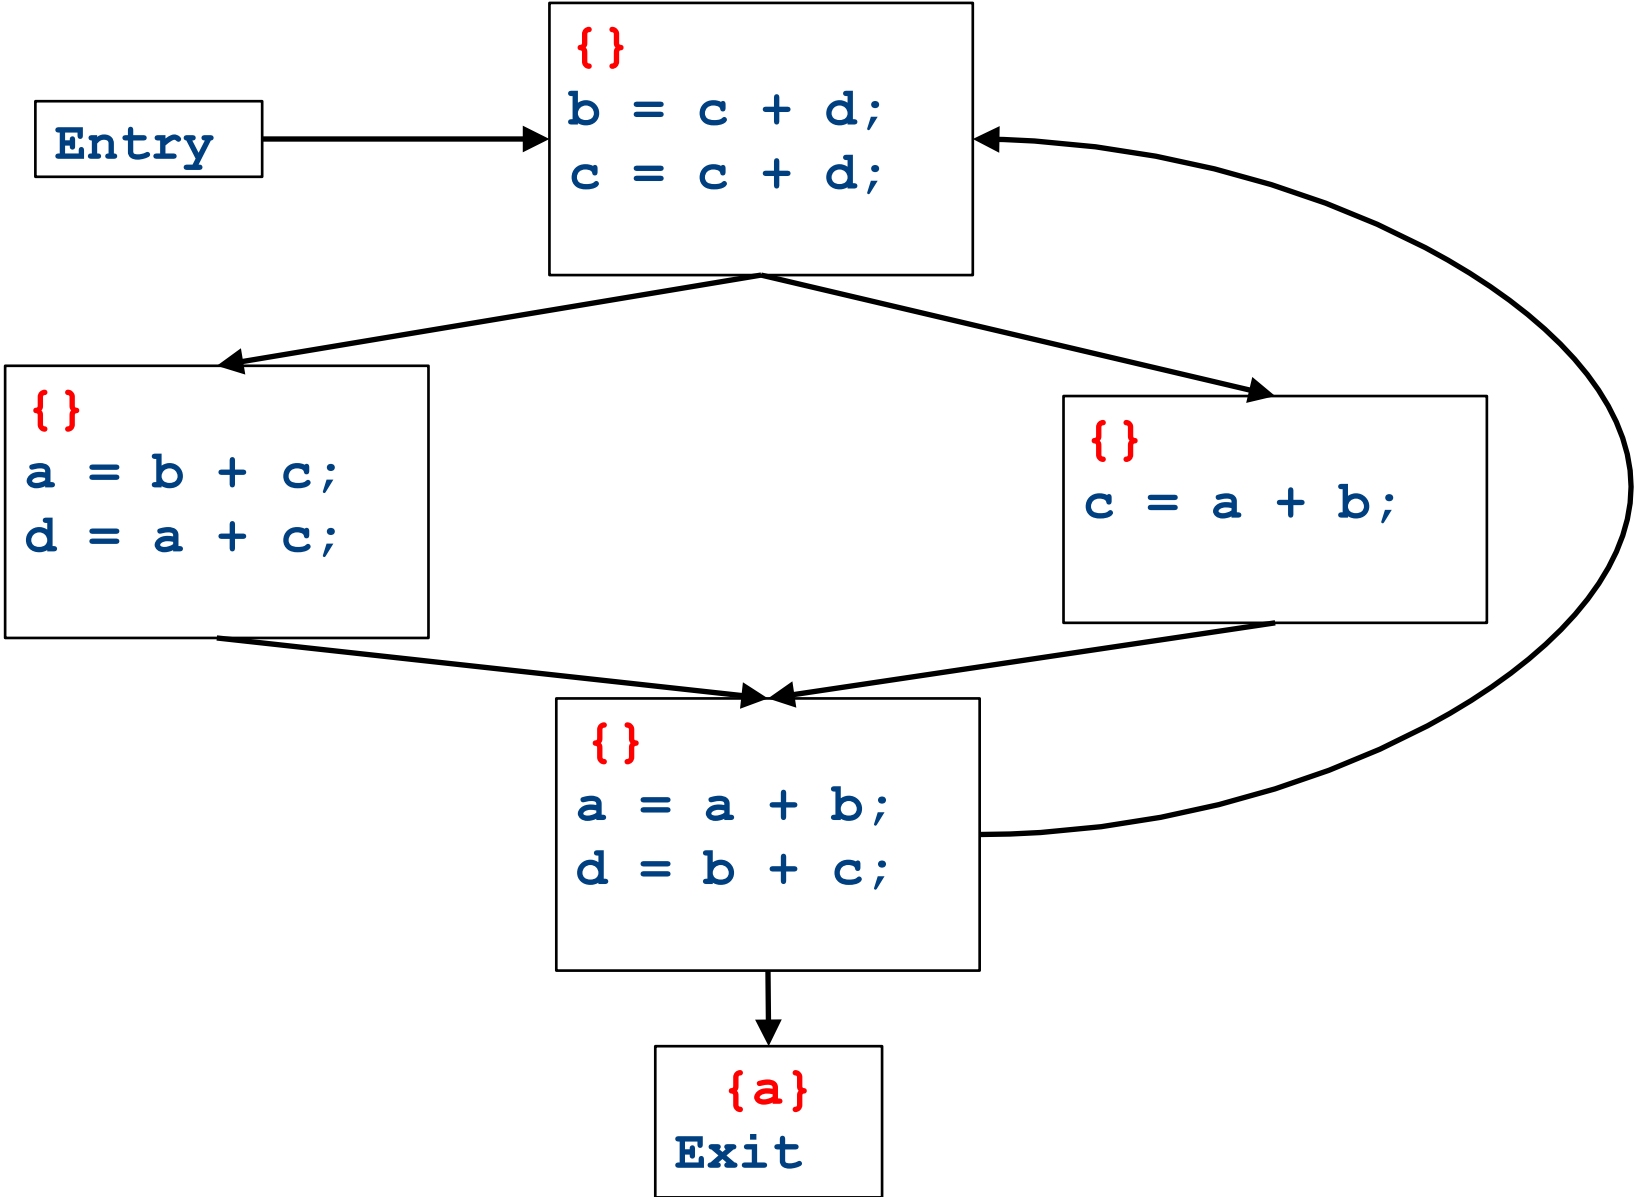 {}
b = c + d;
c = c + d;
Entry
{}
a = b + c;
d = a + c;
{}
c = a + b;
{}
a = a + b;
d = b + c;
{a}
Exit